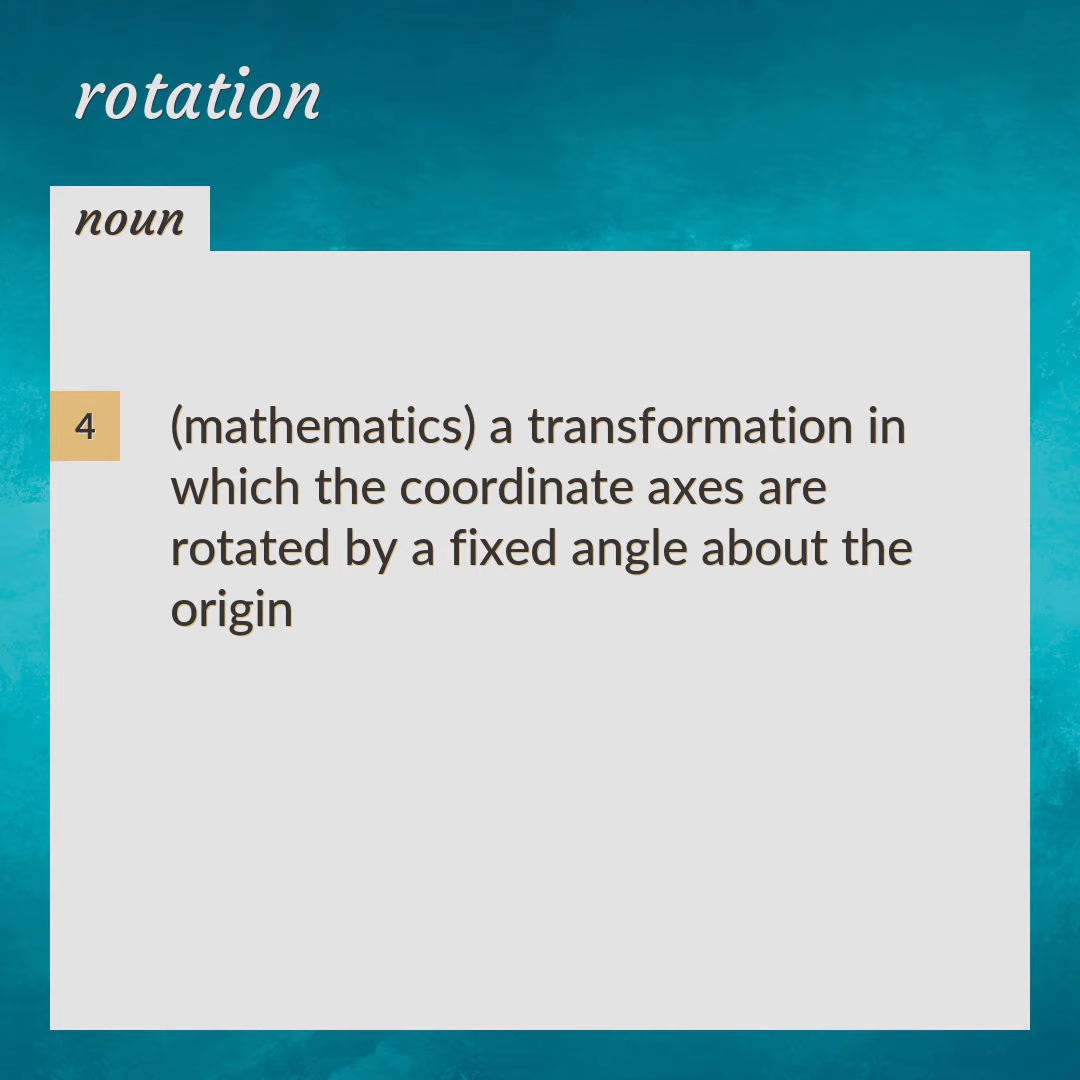 rotation
noun
4
(mathematics) a transformation in
which the coordinate axes are
rotated by a fixed angle about the
origin